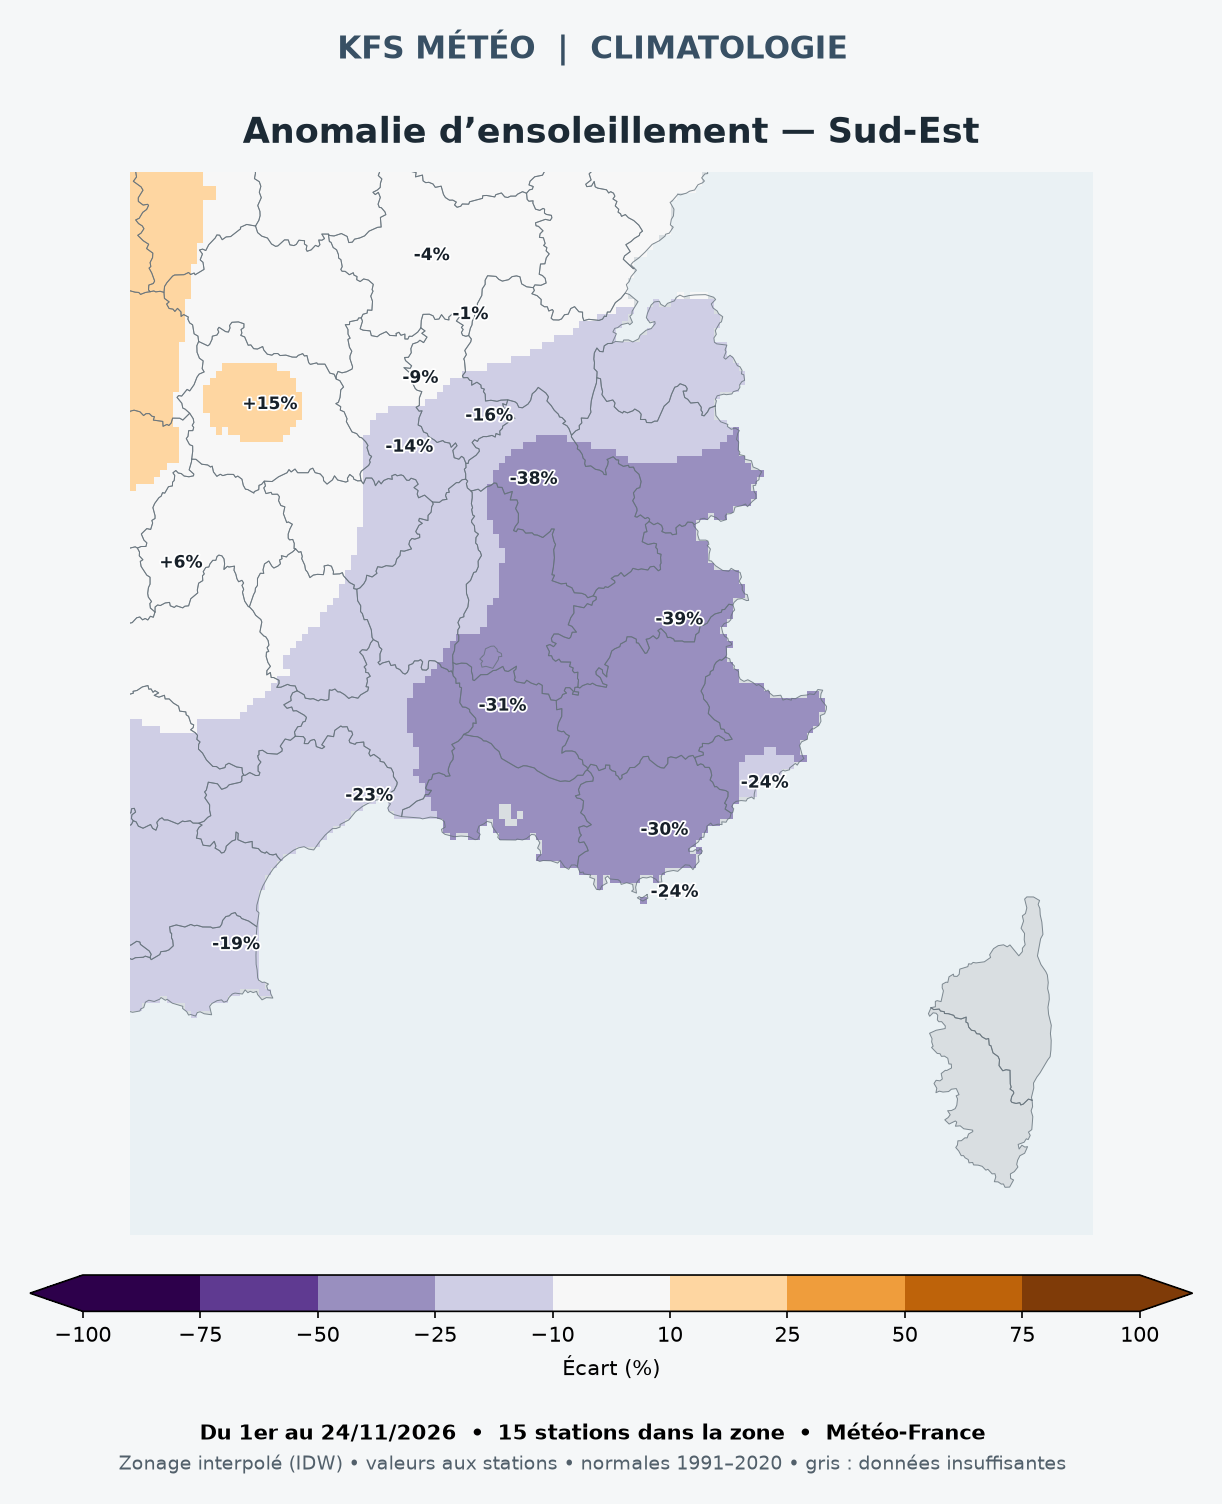 KFS MÉTÉO | CLIMATOLOGIE
Anomalie d’ensoleillement — Sud-Est
-4%
-1%
-9%
+15%
-16%
-14%
-38%
+6%
-39%
-31%
-24%
-23%
-30%
-24%
-19%
−100 −75 −50 −25 −10 10 25 50 75 100
Écart (%)
Du 1er au 24/11/2026 • 15 stations dans la zone • Météo-France
Zonage interpolé (IDW) • valeurs aux stations • normales 1991–2020 • gris : données insuffisantes